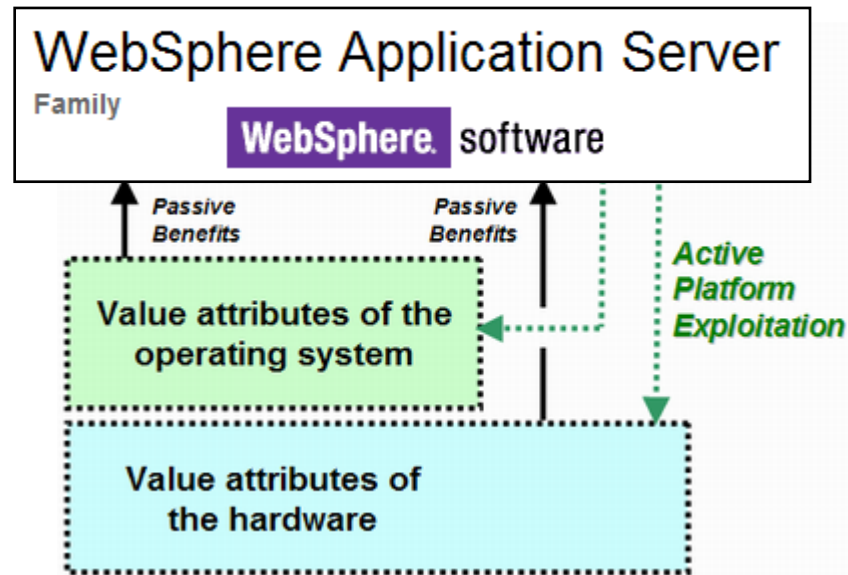 WebSphere Application Server
Family
WebSphere. software
Passive
Benefits
Passive
Benefits
Active
Platform
Exploitation
Value attributes of the
operating system
Value attributes of
the hardware